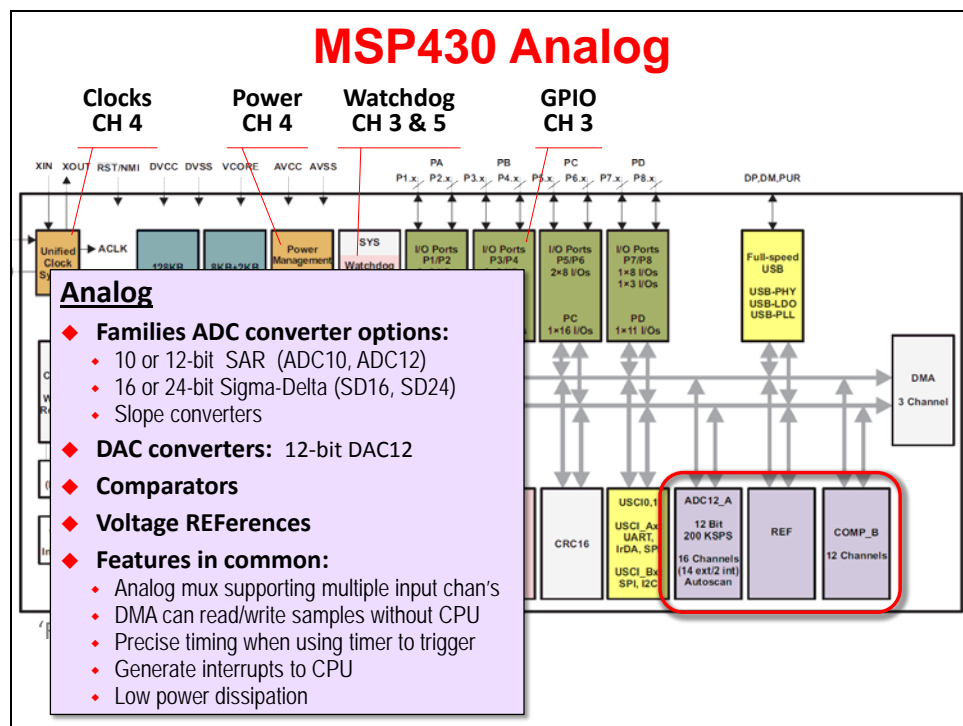 MSP430 Analog
Clocks
CH 4
Power
CH 4
Watchdog
CH 3 & 5
GPIO
CH 3
XIN XOUT RST/NMI DVCC DVSS VCORE AVCC AVSS
PA
P1.x P2.x
PB
P3.x P4.x
PC
P5.x P6.x
PD
P7.x P8.x
DP,DM,PUR
Unified
Clock
ACLK
128KB
8KB+2KB
Power
Management
SYS
Watchdog
I/O Ports
P1/P2
I/O Ports
P3/P4
I/O Ports
P5/P6
2×8 I/Os
PC
1×16 I/Os
I/O Ports
P7/P8
1×8 I/Os
1×3 I/Os
PD
1×11 I/Os
Full-speed
USB
USB-PHY
USB-LDO
USB-PLL
DMA
3 Channel
Analog
Families ADC converter options:
10 or 12-bit SAR (ADC10, ADC12)
16 or 24-bit Sigma-Delta (SD16, SD24)
Slope converters
DAC converters: 12-bit DAC12
Comparators
Voltage REFerences
Features in common:
Analog mux supporting multiple input chan's
DMA can read/write samples without CPU
Precise timing when using timer to trigger
Generate interrupts to CPU
Low power dissipation
CRC16
USCI0,1
USCI_Ax:
UART,
IrDA, SPI
USCI_Bx:
SPI, I2C
ADC12_A
12 Bit
200 KSPS
16 Channels
(14 ext/2 int)
Autoscan
REF
COMP_B
12 Channels